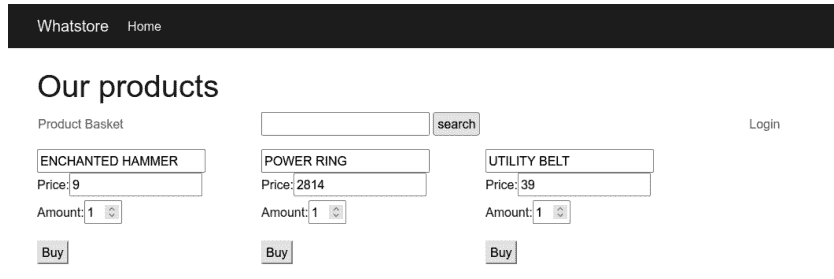 Whatstore Home
Our products
Product Basket search Login
ENCHANTED HAMMER POWER RING UTILITY BELT
Price: 9 Price: 2814 Price: 39
Amount: 1 Amount: 1 Amount: 1
Buy Buy Buy